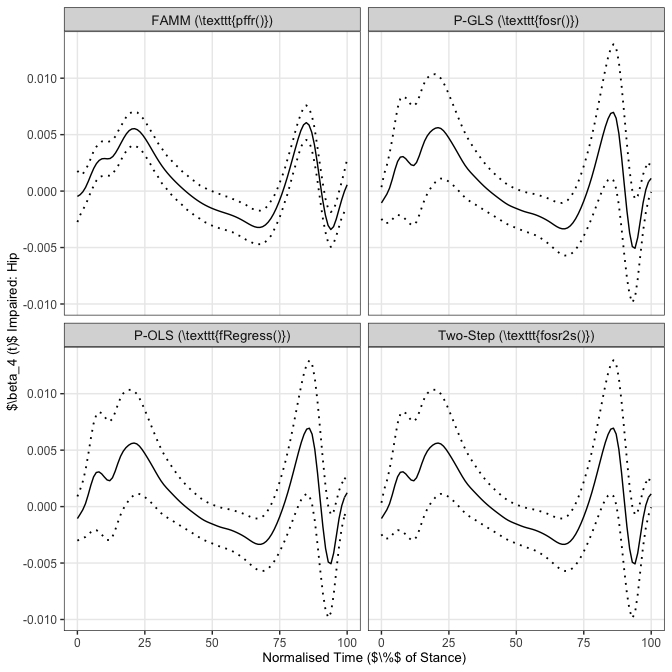 FAMM (\texttt{pffr()})
P-GLS (\texttt{fosr()})
0.010
0.005
0.000
-0.005
-0.010
P-OLS (\texttt{fRegress()})
Two-Step (\texttt{fosr2s()})
0.010
0.005
0.000
-0.005
-0.010
$\beta_4 (t)$ Impaired: Hip
0 25 50 75 100 0 25 50 75 100
Normalised Time ($\%$ of Stance)